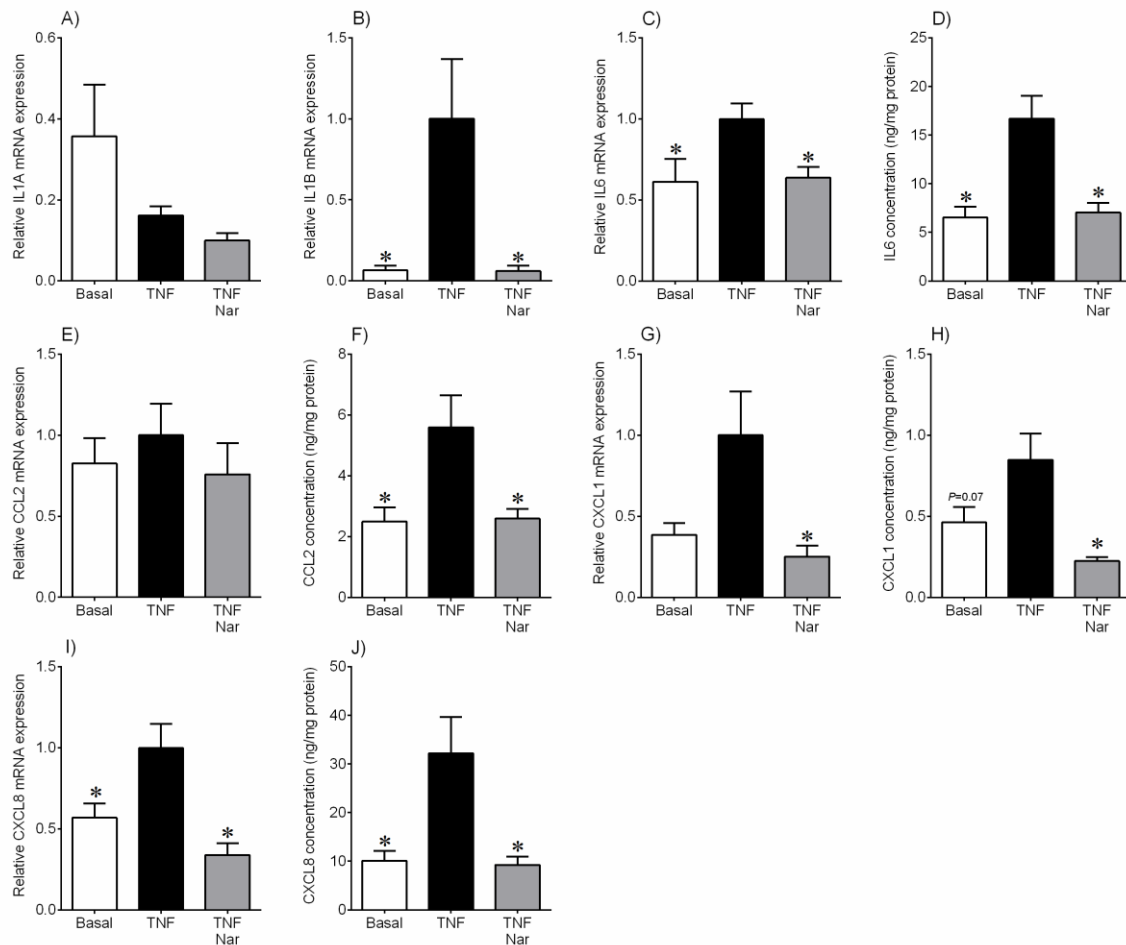 A)
Relative IL1A mRNA expression
0.6
0.4
0.2
0.0
Basal
TNF
TNF
Nar
B)
Relative IL1B mRNA expression
1.5
1.0
0.5
0.0
*
*
Basal
TNF
TNF
Nar
C)
Relative IL6 mRNA expression
1.5
1.0
0.5
0.0
*
*
Basal
TNF
TNF
Nar
D)
IL6 concentration (ng/mg protein)
25
20
15
10
5
0
*
*
Basal
TNF
TNF
Nar
E)
Relative CCL2 mRNA expression
1.5
1.0
0.5
0.0
Basal
TNF
TNF
Nar
F)
CCL2 concentration (ng/mg protein)
8
6
4
2
0
*
*
Basal
TNF
TNF
Nar
G)
Relative CXCL1 mRNA expression
1.5
1.0
0.5
0.0
*
Basal
TNF
TNF
Nar
H)
CXCL1 concentration (ng/mg protein)
1.5
1.0
0.5
0.0
P=0.07
*
Basal
TNF
TNF
Nar
I)
Relative CXCL8 mRNA expression
1.5
1.0
0.5
0.0
*
*
Basal
TNF
TNF
Nar
J)
CXCL8 concentration (ng/mg protein)
50
40
30
20
10
0
*
*
Basal
TNF
TNF
Nar